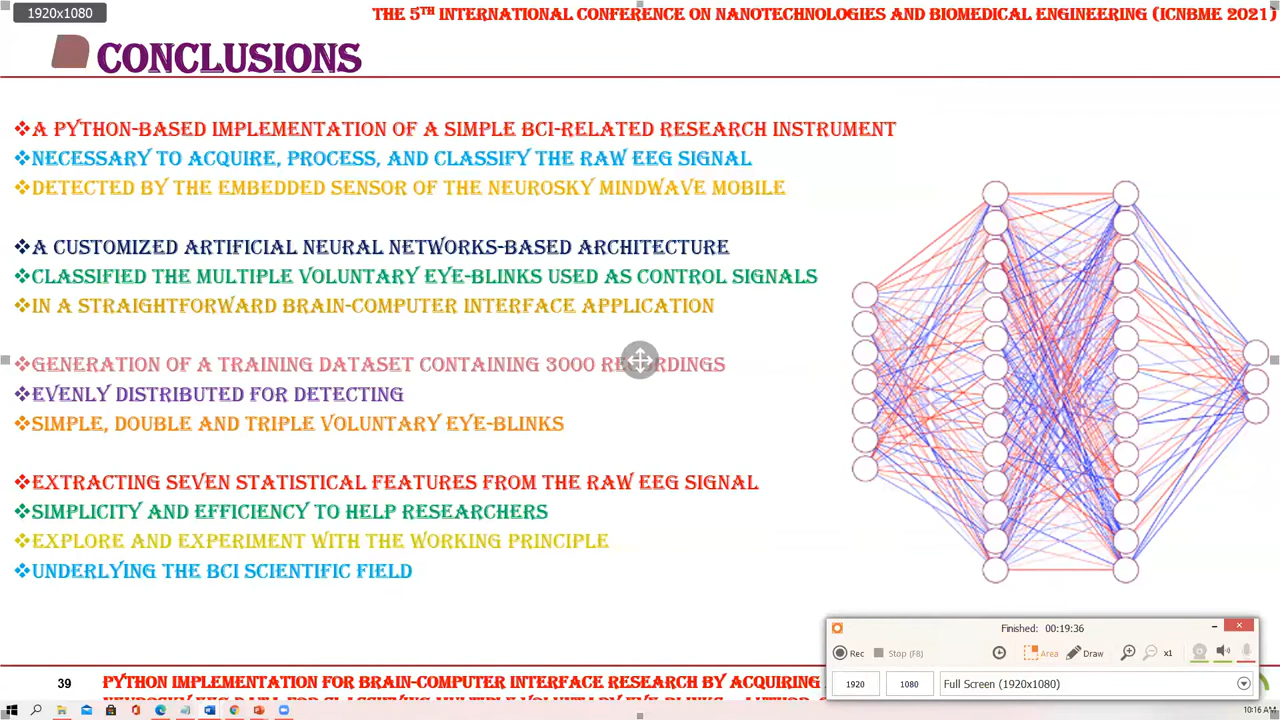 1920x1080
THE 5TH INTERNATIONAL CONFERENCE ON NANOTECHNOLOGIES AND BIOMEDICAL ENGINEERING (ICNBME 2021)
CONCLUSIONS
❖A PYTHON-BASED IMPLEMENTATION OF A SIMPLE BCI-RELATED RESEARCH INSTRUMENT
❖NECESSARY TO ACQUIRE, PROCESS, AND CLASSIFY THE RAW EEG SIGNAL
❖DETECTED BY THE EMBEDDED SENSOR OF THE NEUROSKY MINDWAVE MOBILE
❖A CUSTOMIZED ARTIFICIAL NEURAL NETWORKS-BASED ARCHITECTURE
❖CLASSIFIED THE MULTIPLE VOLUNTARY EYE-BLINKS USED AS CONTROL SIGNALS
❖IN A STRAIGHTFORWARD BRAIN-COMPUTER INTERFACE APPLICATION
❖GENERATION OF A TRAINING DATASET CONTAINING 3000 RECORDINGS
❖EVENLY DISTRIBUTED FOR DETECTING
❖SIMPLE, DOUBLE AND TRIPLE VOLUNTARY EYE-BLINKS
❖EXTRACTING SEVEN STATISTICAL FEATURES FROM THE RAW EEG SIGNAL
❖SIMPLICITY AND EFFICIENCY TO HELP RESEARCHERS
❖EXPLORE AND EXPERIMENT WITH THE WORKING PRINCIPLE
❖UNDERLYING THE BCI SCIENTIFIC FIELD
Finished: 00:19:36
Rec Stop (F8) Area Draw x1
1920 1080 Full Screen (1920x1080)
39
PYTHON IMPLEMENTATION FOR BRAIN-COMPUTER INTERFACE RESEARCH BY ACQUIRING
10:16 AM